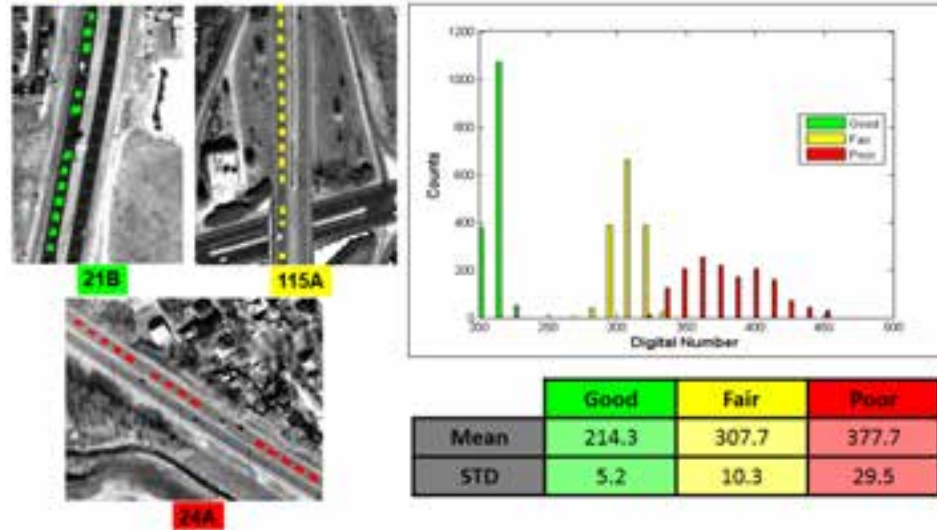 21B
115A
24A
1200
1000
800
600
400
200
0
Counts
200
250
300
350
400
450
500
Digital Number
Good
Fair
Poor
Good Fair Poor
Mean 214.3 307.7 377.7
STD 5.2 10.3 29.5